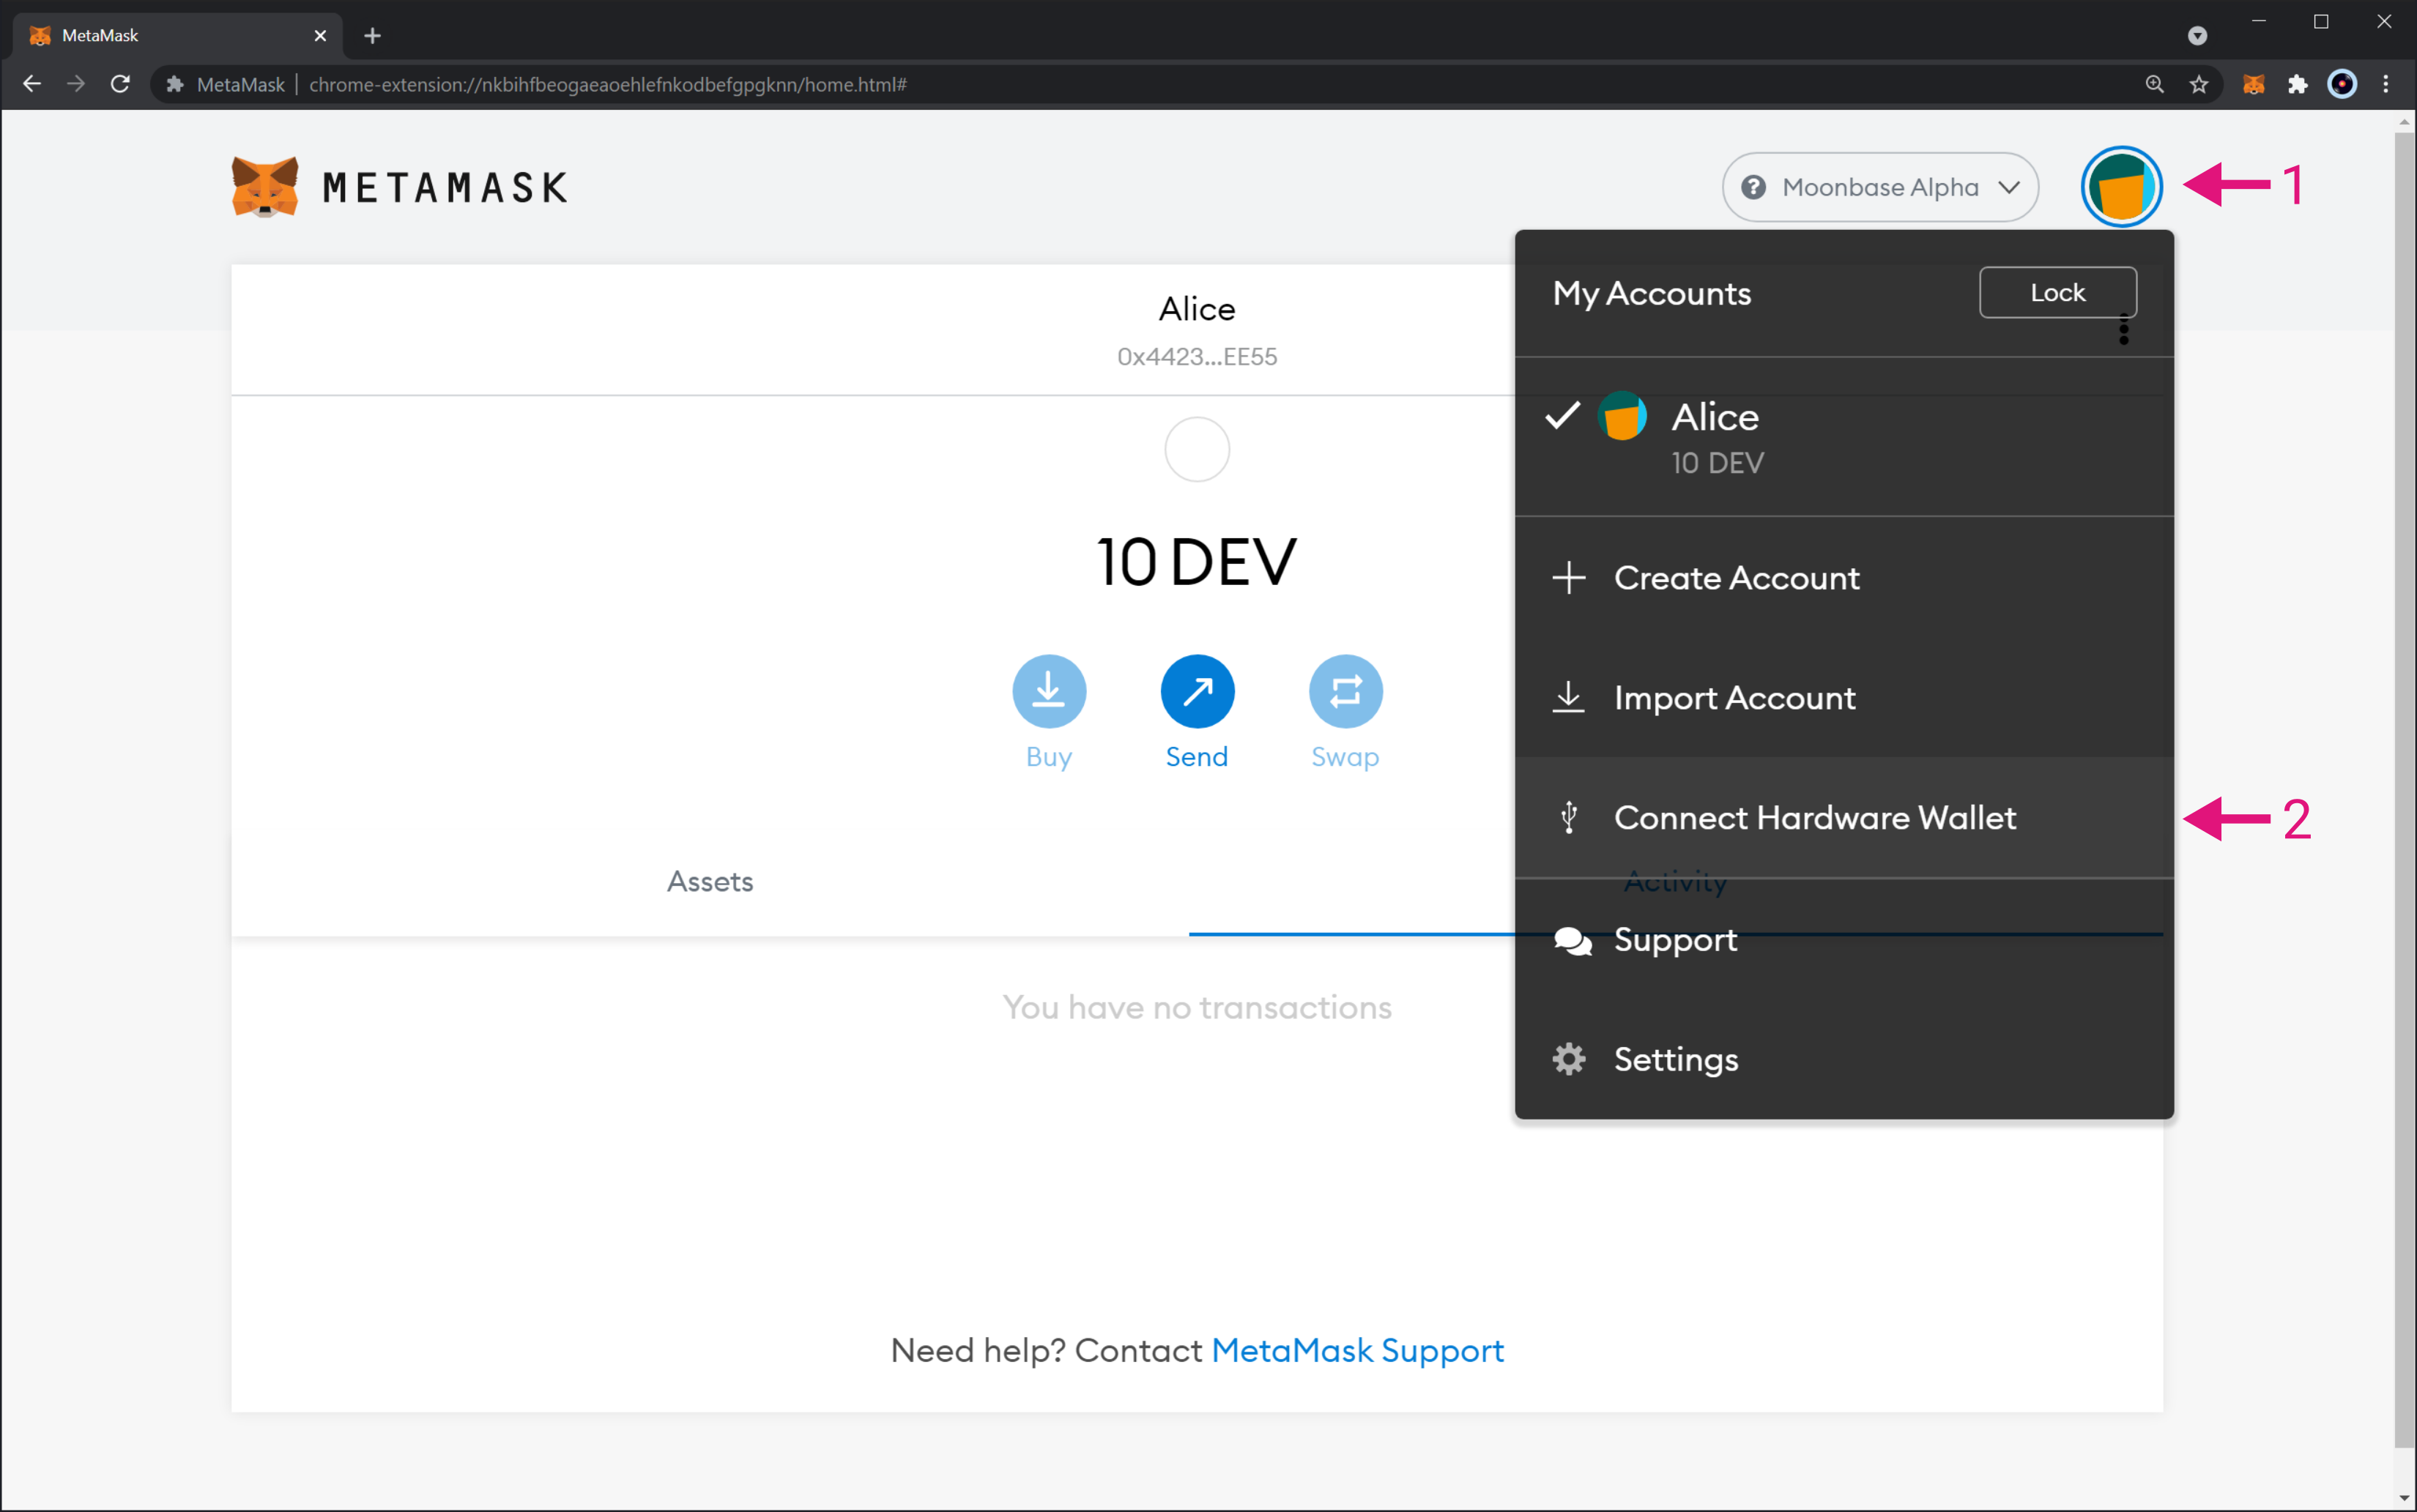 MetaMask
MetaMask | chrome-extension://nkbihfbeogaeaoehlefnkodbefgpgknn/home.html#
METAMASK
? Moonbase Alpha
1
My Accounts
Lock
Alice
0x4423...EE55
Alice
10 DEV
10 DEV
Create Account
Import Account
Buy
Send
Swap
Connect Hardware Wallet
2
Assets
Activity
Support
You have no transactions
Settings
Need help? Contact MetaMask Support